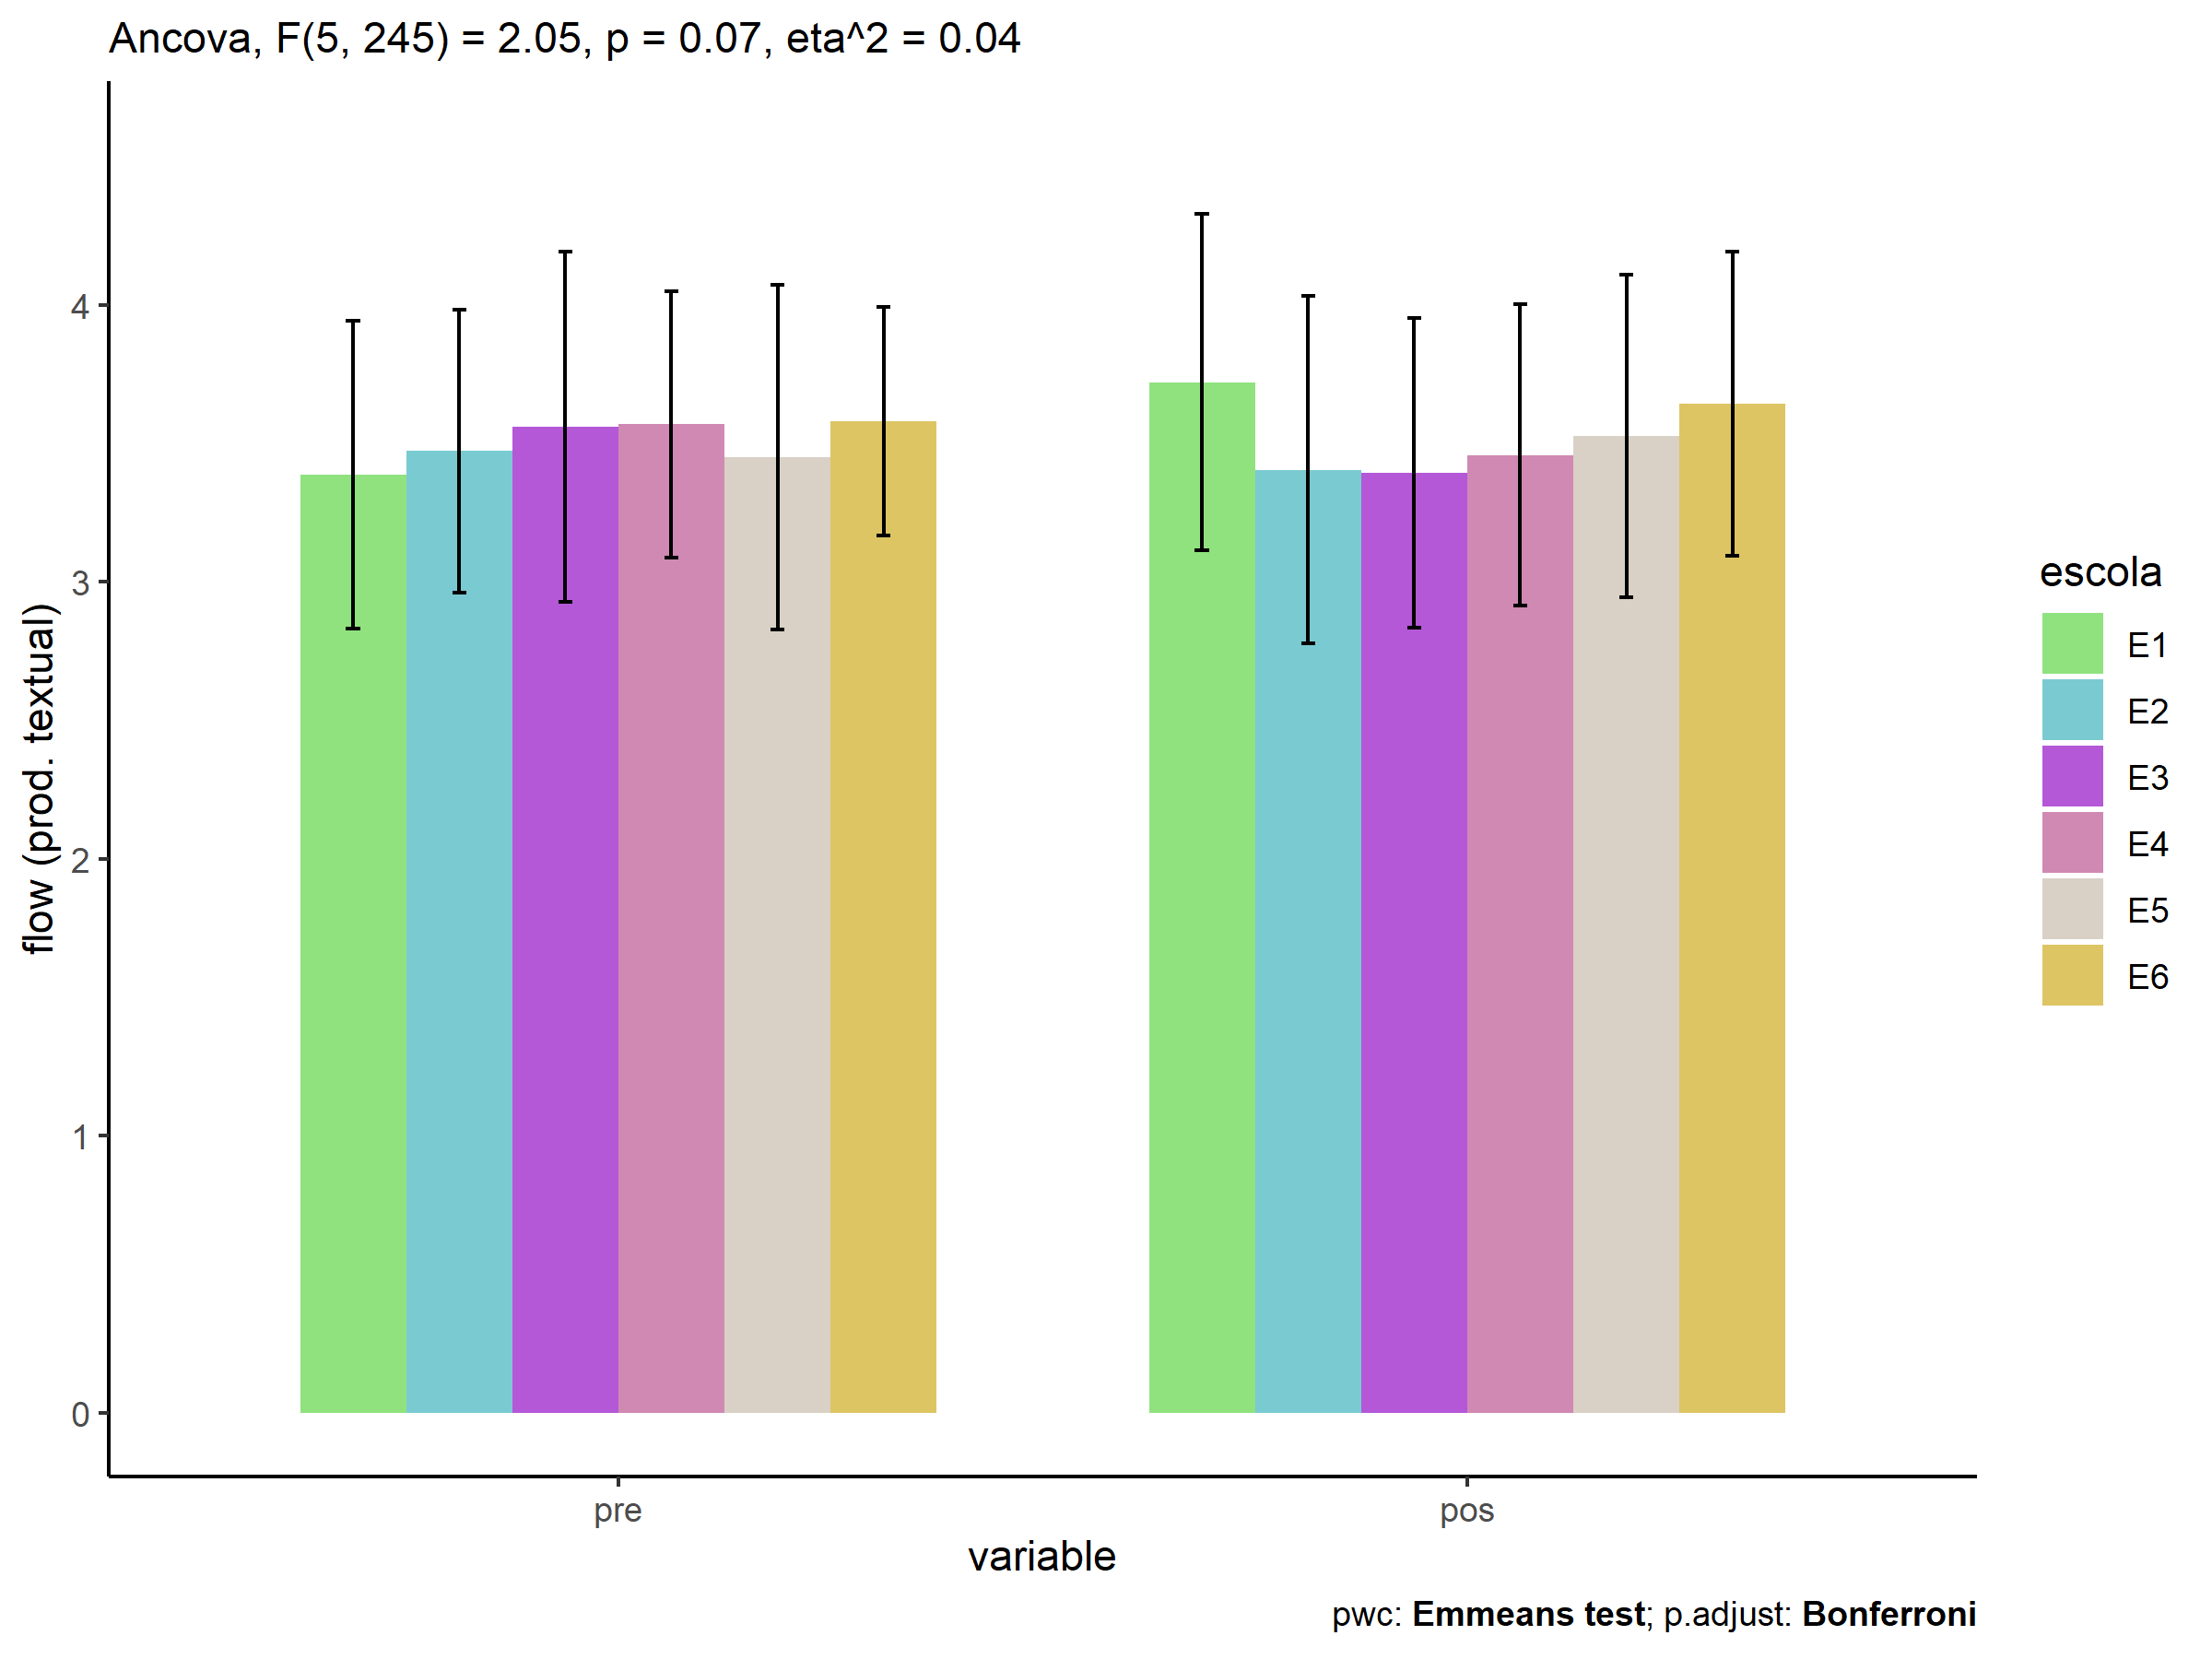 Ancova, F(5, 245) = 2.05, p = 0.07, eta^2 = 0.04
flow (prod. textual)
4
3
2
1
0
pre
pos
variable
escola
E1
E2
E3
E4
E5
E6
pwc: Emmeans test; p.adjust: Bonferroni